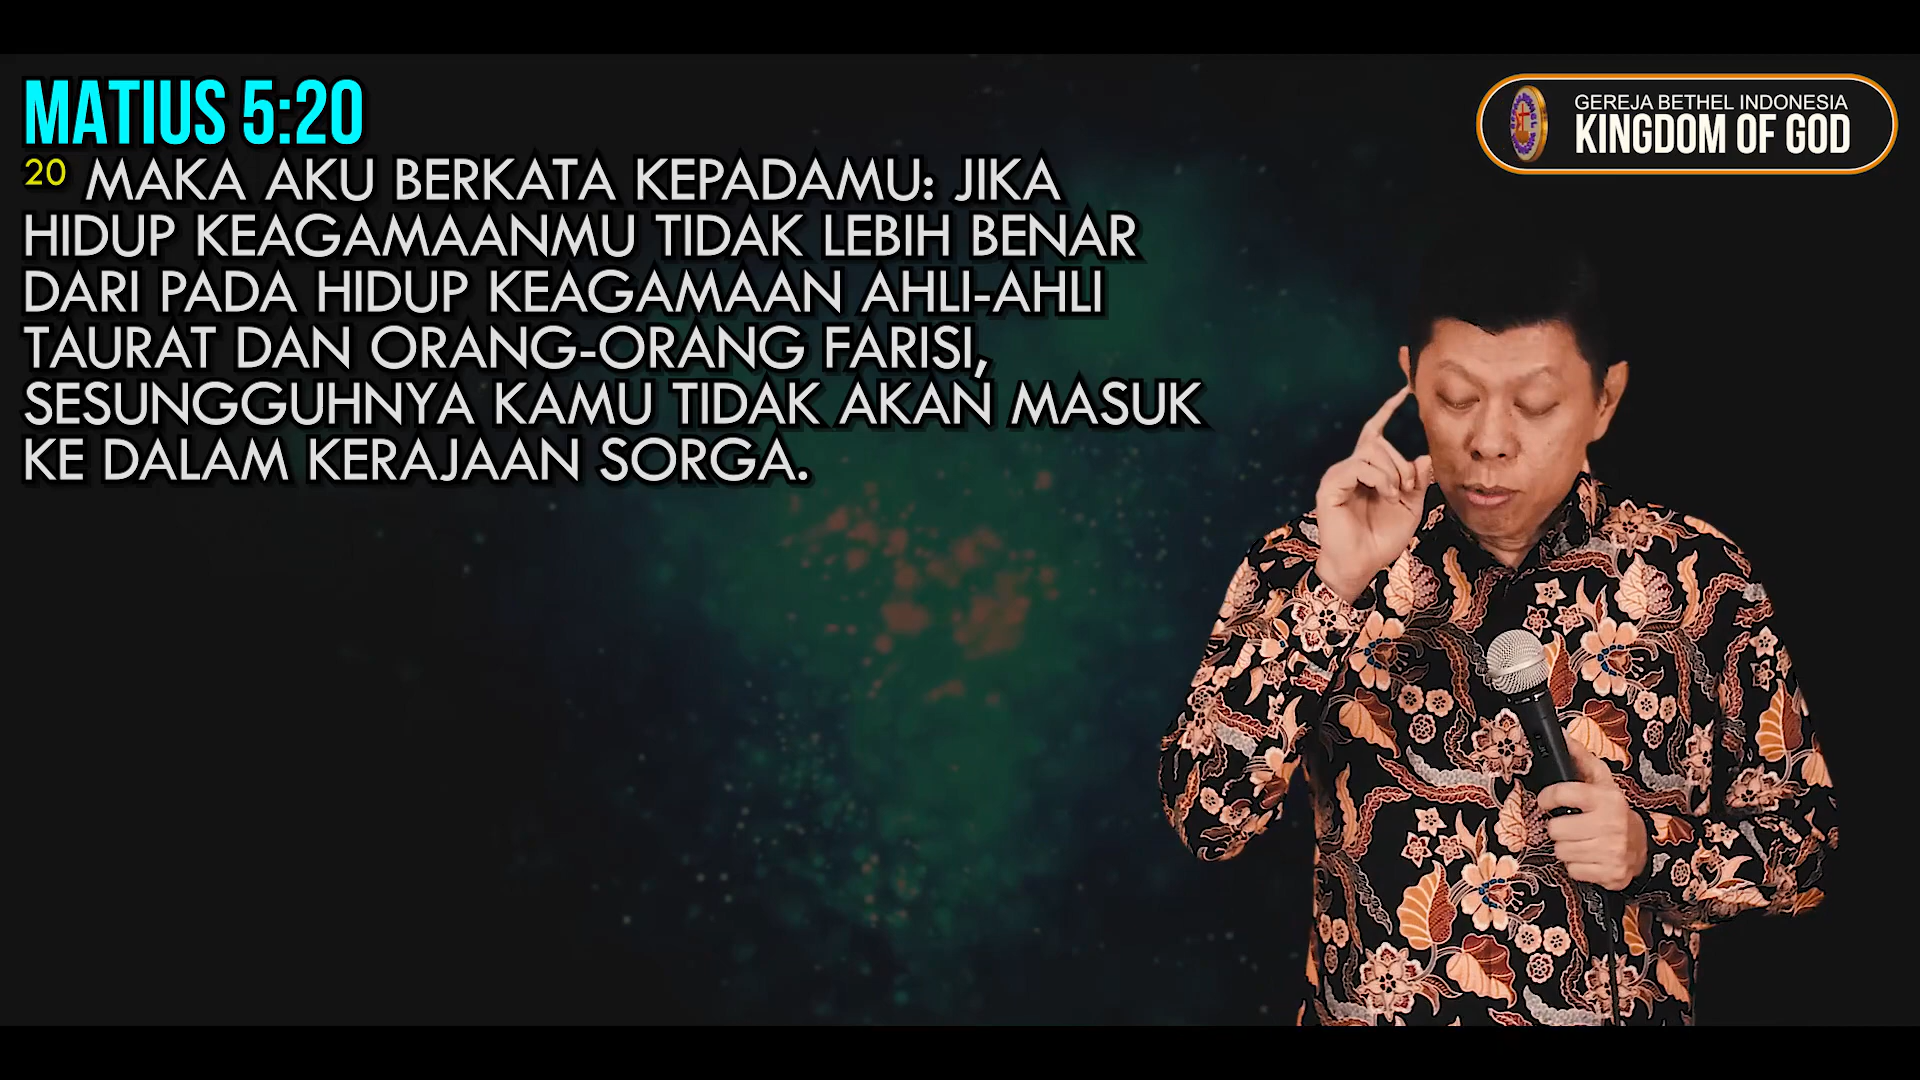 MATIUS 5:20
20 MAKA AKU BERKATA KEPADAMU: JIKA
HIDUP KEAGAMAANMU TIDAK LEBIH BENAR
DARI PADA HIDUP KEAGAMAAN AHLI-AHLI
TAURAT DAN ORANG-ORANG FARISI,
SESUNGGUHNYA KAMU TIDAK AKAN MASUK
KE DALAM KERAJAAN SORGA.
GEREJA BETHEL INDONESIA
KINGDOM OF GOD